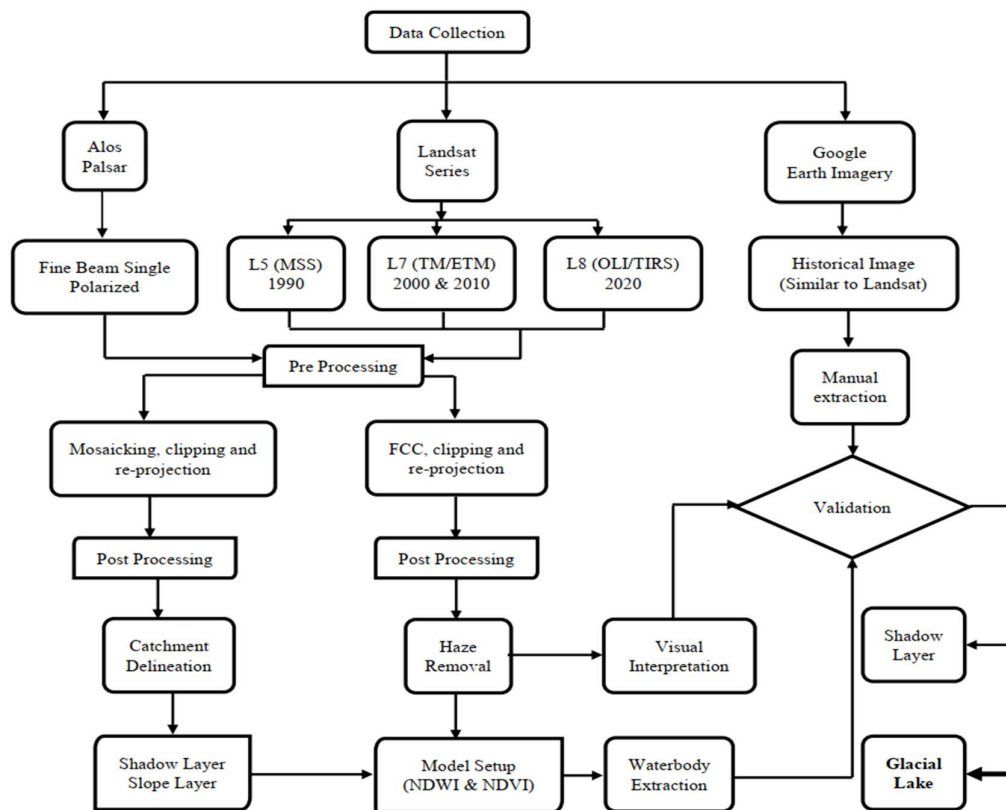 Data Collection
Alos
Palsar
Landsat
Series
Google
Earth Imagery
Fine Beam Single
Polarized
L5 (MSS)
1990
L7 (TM/ETM)
2000 & 2010
L8 (OLI/TIRS)
2020
Historical Image
(Similar to Landsat)
Pre Processing
Manual
extraction
Mosaicking, clipping and
re-projection
FCC, clipping and
re-projection
Validation
Post Processing
Post Processing
Catchment
Delineation
Haze
Removal
Visual
Interpretation
Shadow
Layer
Shadow Layer
Slope Layer
Model Setup
(NDWI & NDVI)
Waterbody
Extraction
Glacial
Lake